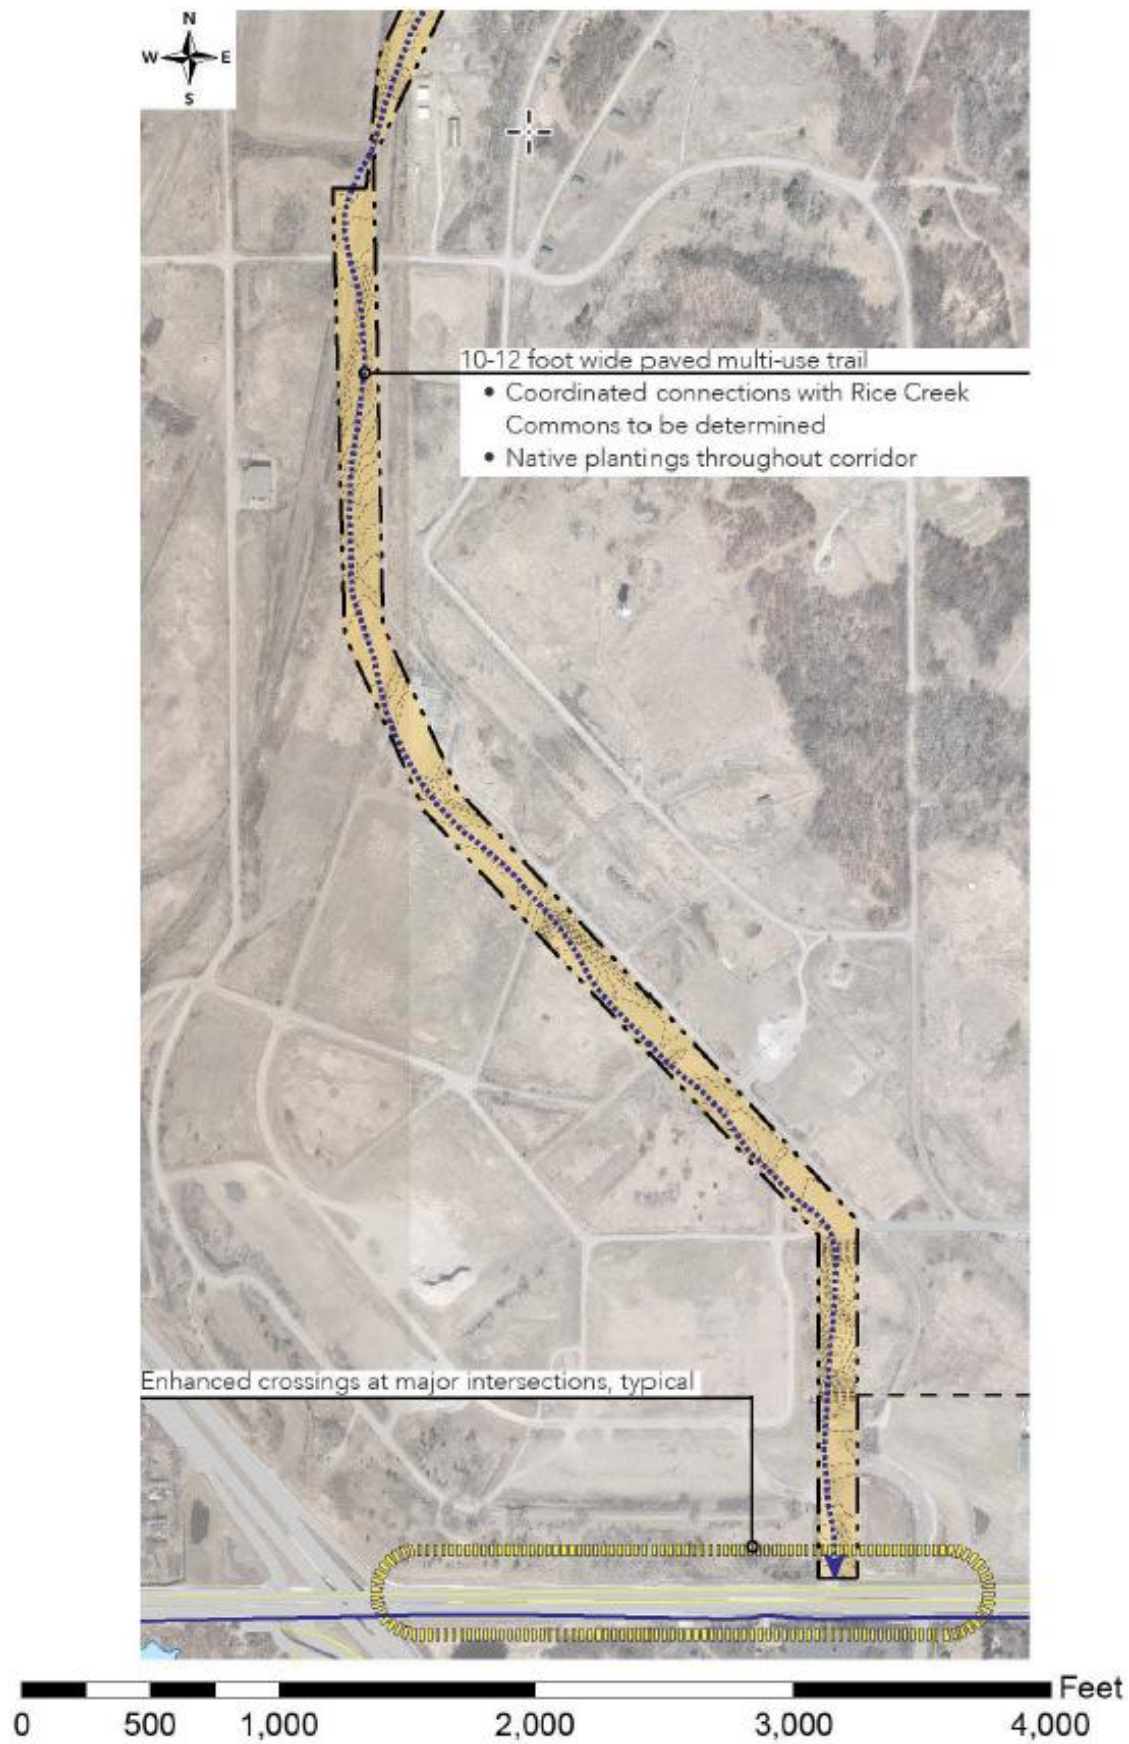 N
W E
S
10-12 foot wide paved multi-use trail
• Coordinated connections with Rice Creek
Commons to be determined
• Native plantings throughout corridor
Enhanced crossings at major intersections, typical
Feet
0 500 1,000 2,000 3,000 4,000